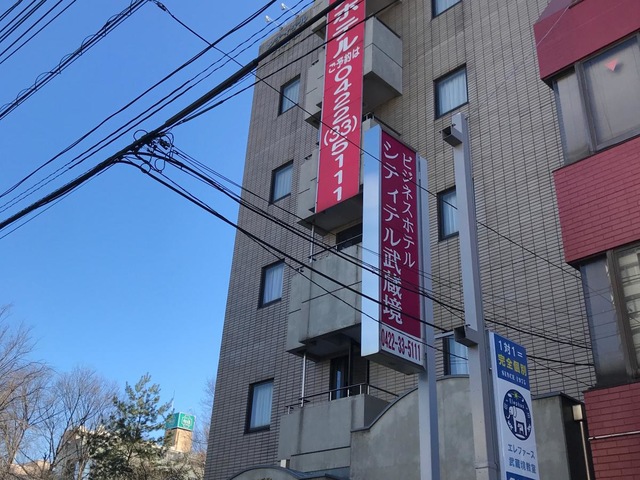 ホテル
ご予約は
0422(33)5111
ビジネスホテル
シティテル武蔵境
0422-33-5111
1対1=
完全個別
エレファース
武蔵境教室